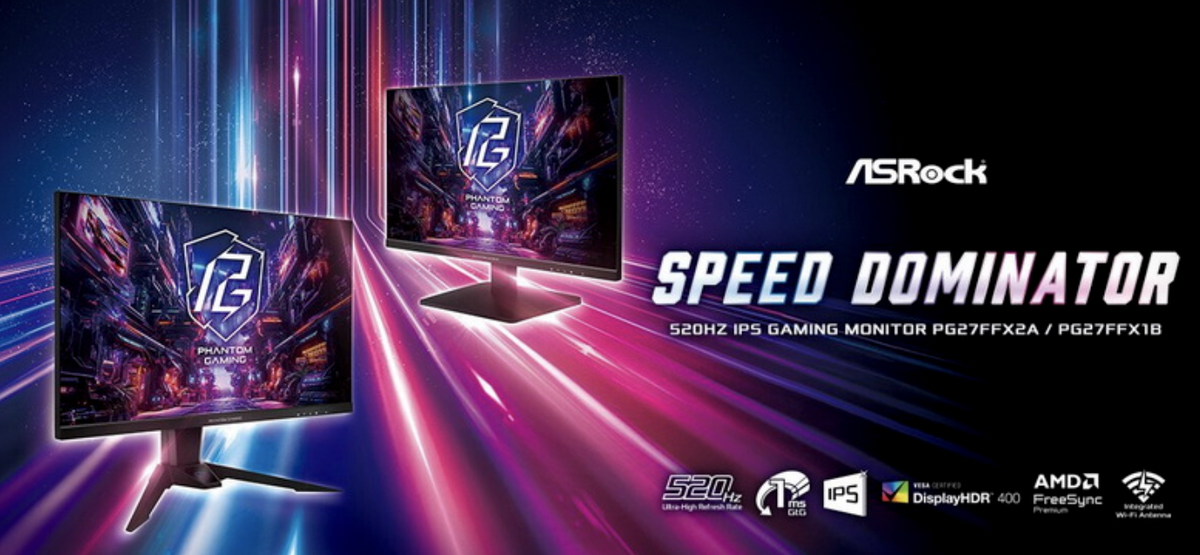 PG
PHANTOM
GAMING
PG
PHANTOM
GAMING
ASRock
SPEED DOMINATOR
520HZ IPS GAMING MONITOR PG27FFX2A / PG27FFX1B
520Hz
Ultra-High Refresh Rate
1ms
GtG
IPS
VESA CERTIFIED
DisplayHDR™ 400
AMD
FreeSync
Premium
Integrated
Wi-Fi Antenna